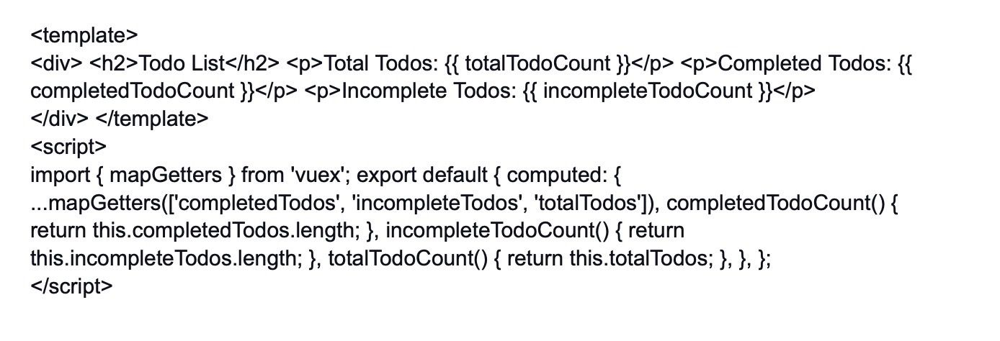 <template>
<div> <h2>Todo List</h2> <p>Total Todos: {{ totalTodoCount }}</p> <p>Completed Todos: {{
completedTodoCount }}</p> <p>Incomplete Todos: {{ incompleteTodoCount }}</p>
</div> </template>
<script>
import { mapGetters } from 'vuex'; export default { computed: {
...mapGetters(['completedTodos', 'incompleteTodos', 'totalTodos']), completedTodoCount() {
return this.completedTodos.length; }, incompleteTodoCount() { return
this.incompleteTodos.length; }, totalTodoCount() { return this.totalTodos; }, }, };
</script>